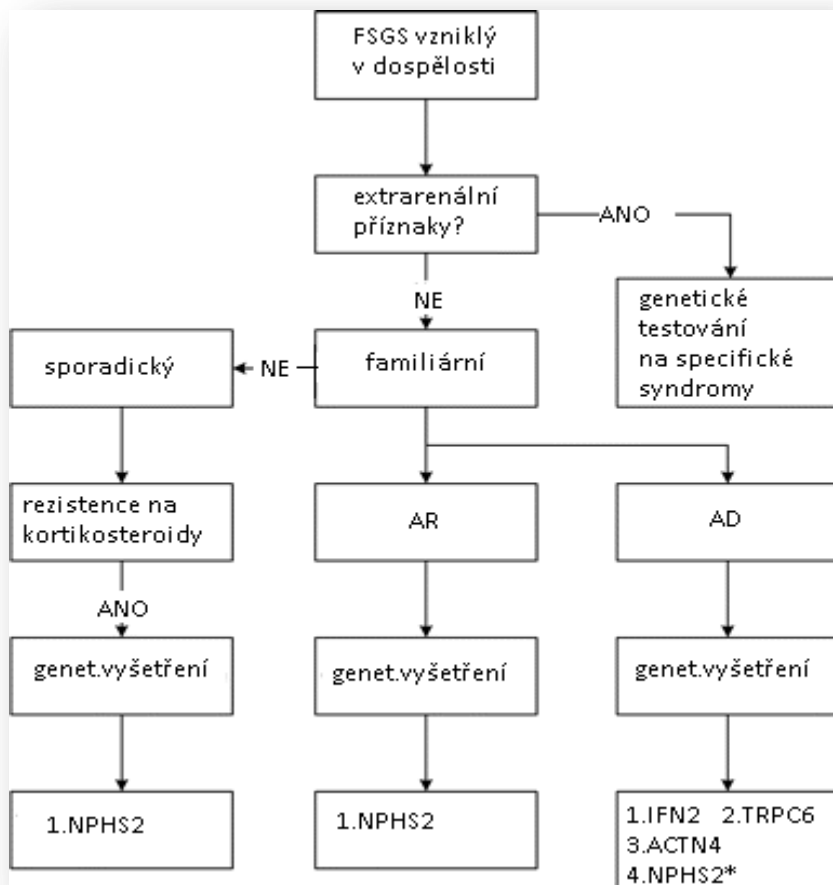 FSGS vzniklý
v dospělosti
extrarenální
příznaky?
ANO
NE
genetické
testování
na specifické
syndromy
sporadický
NE
familiární
rezistence na
kortikosteroidy
AR
AD
ANO
genet.vyšetření
genet.vyšetření
genet.vyšetření
1.NPHS2
1.NPHS2
1.IFN2 2.TRPC6
3.ACTN4
4.NPHS2*